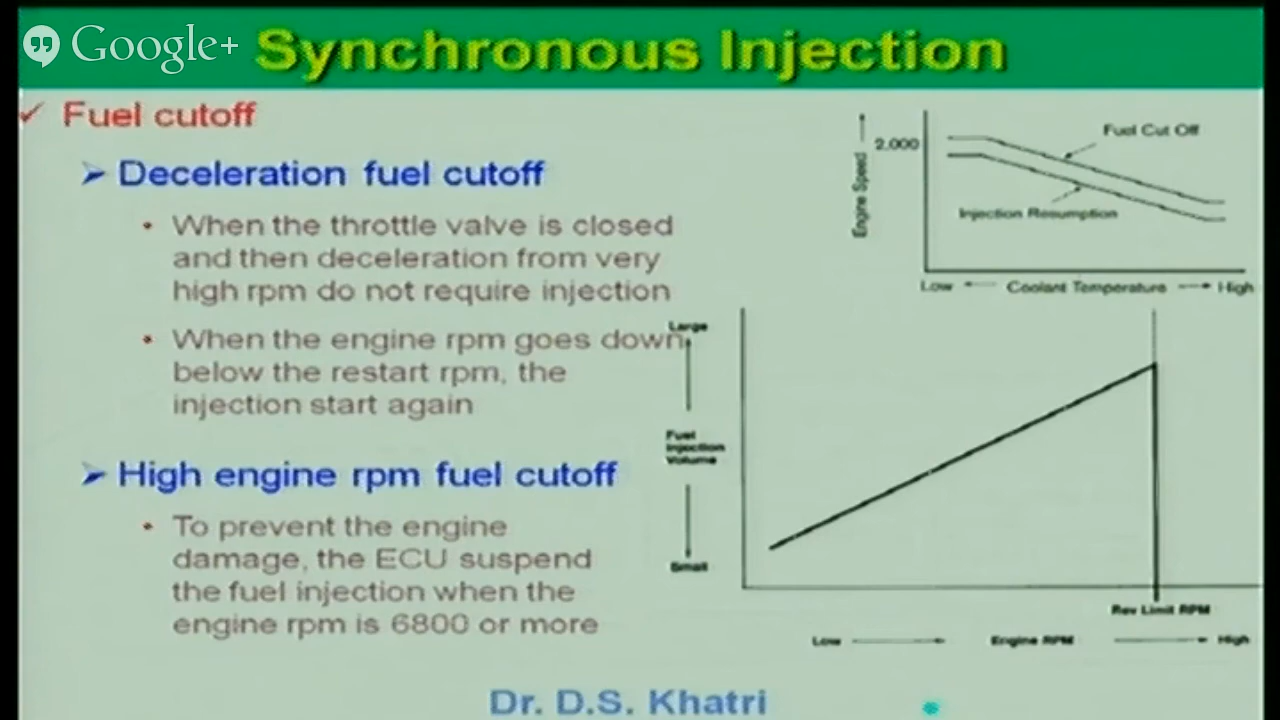 Google+
Synchronous Injection
✓ Fuel cutoff
➢ Deceleration fuel cutoff
• When the throttle valve is closed
and then deceleration from very
high rpm do not require injection
• When the engine rpm goes down
below the restart rpm, the
injection start again
➢ High engine rpm fuel cutoff
• To prevent the engine
damage, the ECU suspend
the fuel injection when the
engine rpm is 6800 or more
Engine Speed
2,000
Fuel Cut Off
Injection Resumption
Low Coolant Temperature High
Large
Fuel
Injection
Volume
Small
Rev Limit RPM
Low Engine RPM High
Dr. D.S. Khatri